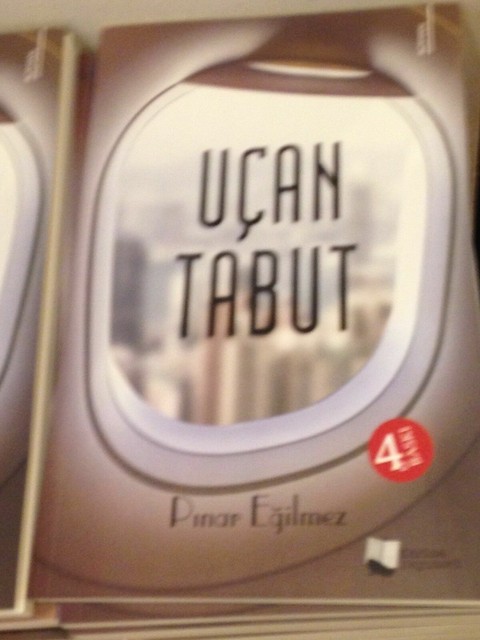 UÇAN
TABUT
4.
BASKI
Pınar Eğilmez